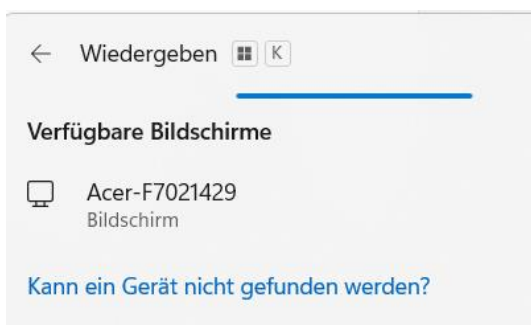 Wiedergeben K
Verfügbare Bildschirme
Acer-F7021429
Bildschirm
Kann ein Gerät nicht gefunden werden?